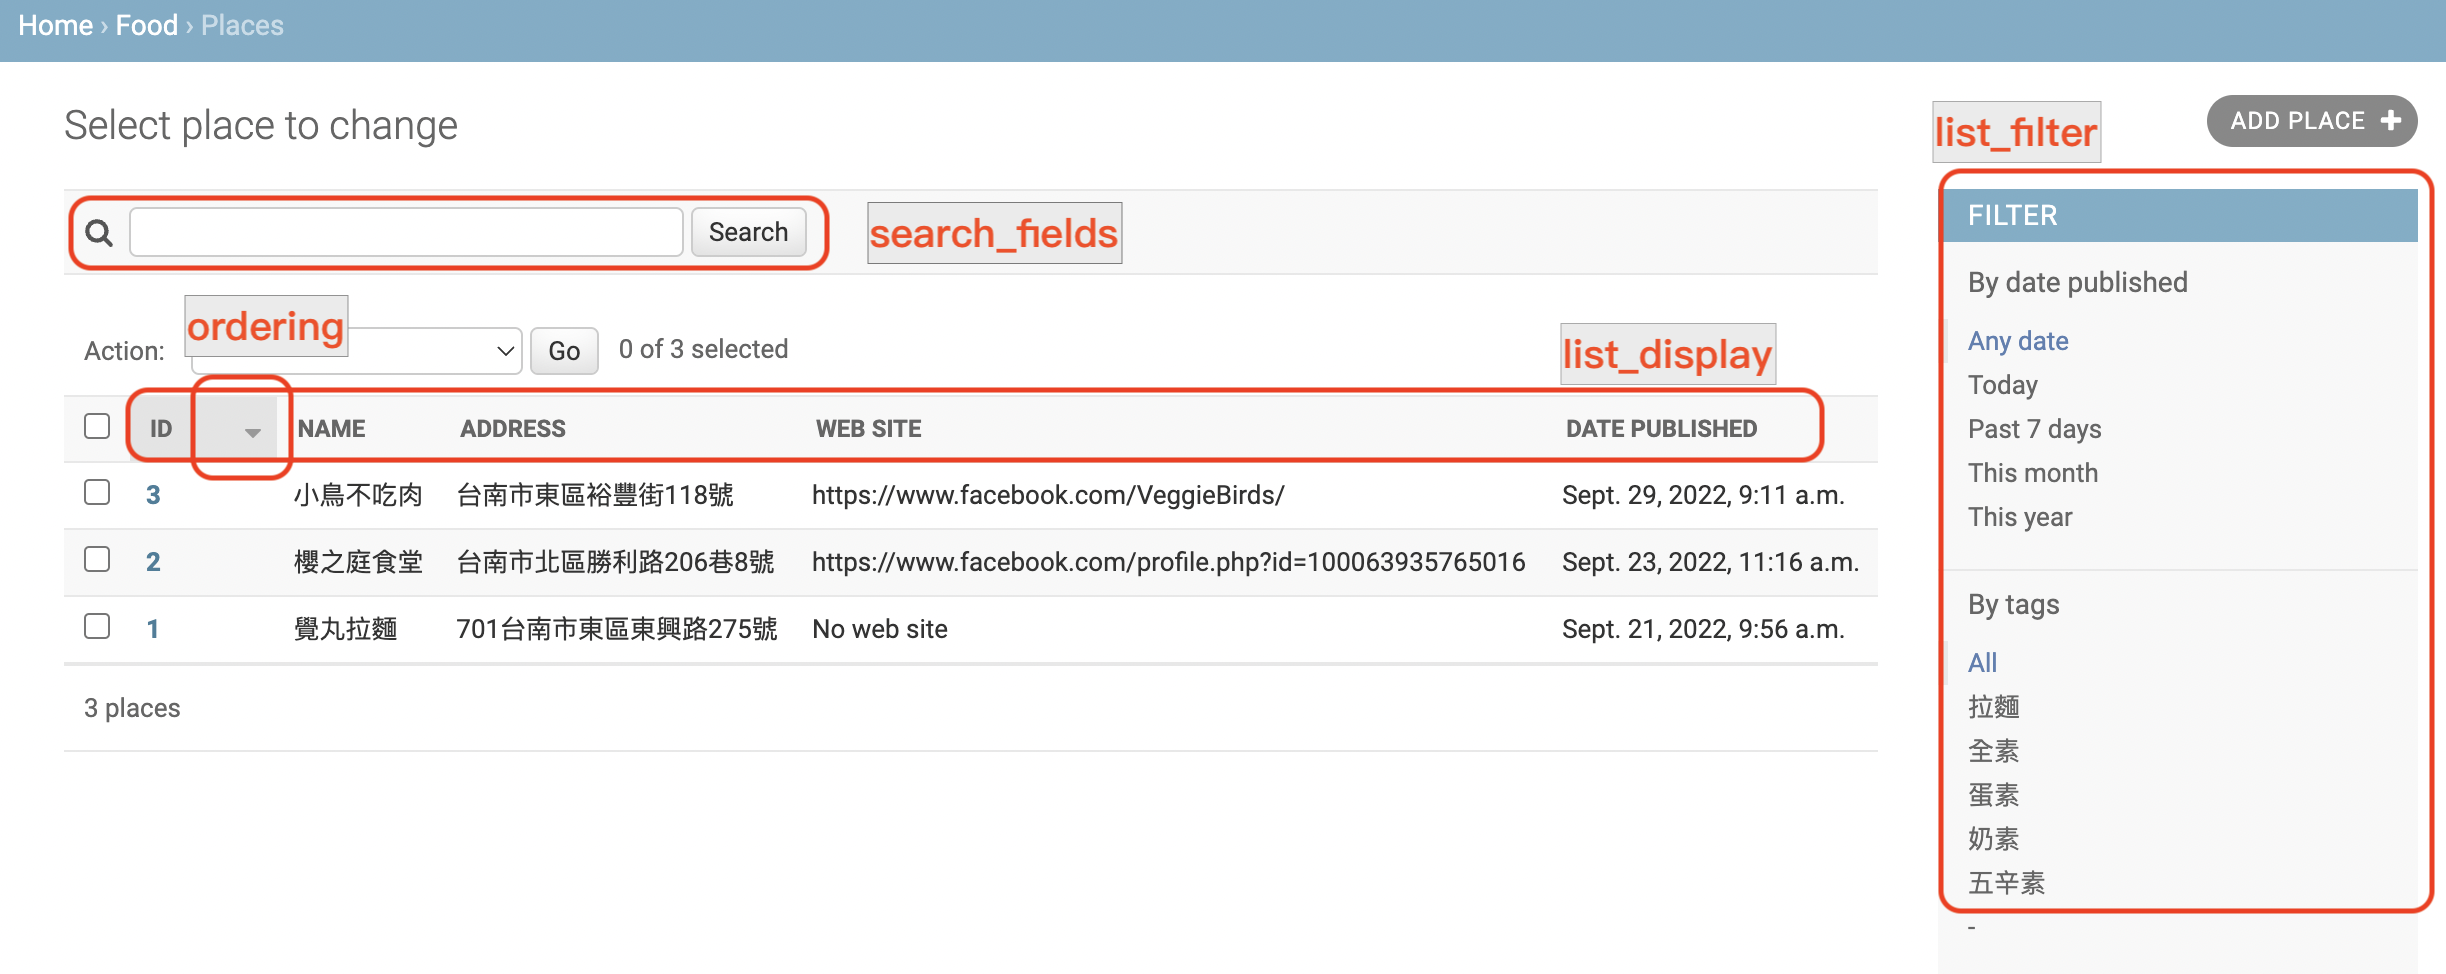 Home › Food › Places
Select place to change
list_filter
ADD PLACE +
Search
search_fields
FILTER
By date published
Any date
Today
Past 7 days
This month
This year
By tags
All
拉麵
全素
蛋素
奶素
五辛素
-
ordering
Action:
Go
0 of 3 selected
list_display
ID NAME ADDRESS WEB SITE DATE PUBLISHED
3 小鳥不吃肉 台南市東區裕豐街118號 https://www.facebook.com/VeggieBirds/ Sept. 29, 2022, 9:11 a.m.
2 櫻之庭食堂 台南市北區勝利路206巷8號 https://www.facebook.com/profile.php?id=100063935765016 Sept. 23, 2022, 11:16 a.m.
1 覺丸拉麵 701台南市東區東興路275號 No web site Sept. 21, 2022, 9:56 a.m.
3 places